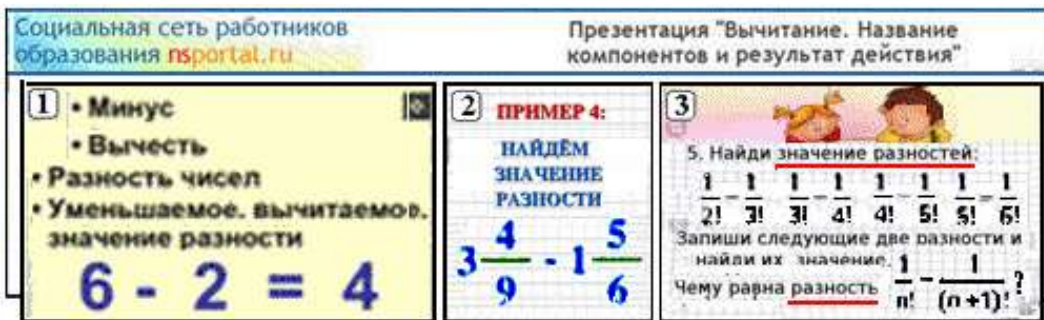 Социальная сеть работников
образования nsportal.ru
Презентация "Вычитание. Название
компонентов и результат действия"
1
• Минус
• Вычесть
• Разность чисел
• Уменьшаемое, вычитаемое,
значение разности
6 - 2 = 4
2
ПРИМЕР 4:
НАЙДЁМ
ЗНАЧЕНИЕ
РАЗНОСТИ
3 4/9 - 1 5/6
3
5. Найди значение разностей:
1/2! - 1/3! 1/3! - 1/4! 1/4! - 1/5! 1/5! - 1/6!
Запиши следующие две разности и
найди их значение.
Чему равна разность 1/n! - 1/(n+1)! ?